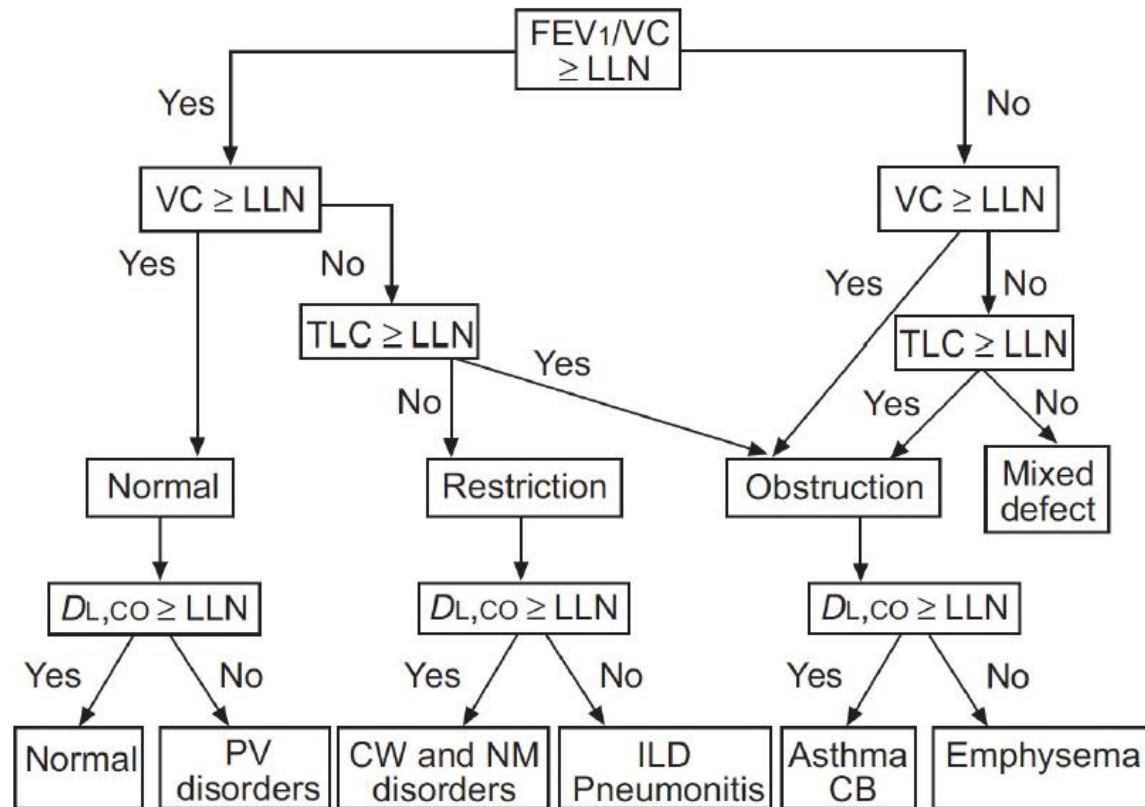 FEV1/VC
≥ LLN
Yes
No
VC ≥ LLN
VC ≥ LLN
Yes
No
Yes
No
TLC ≥ LLN
TLC ≥ LLN
No
Yes
Yes
No
Normal
Restriction
Obstruction
Mixed
defect
DL,CO ≥ LLN
DL,CO ≥ LLN
DL,CO ≥ LLN
Yes
No
Yes
No
Yes
No
Normal
PV
disorders
CW and NM
disorders
ILD
Pneumonitis
Asthma
CB
Emphysema